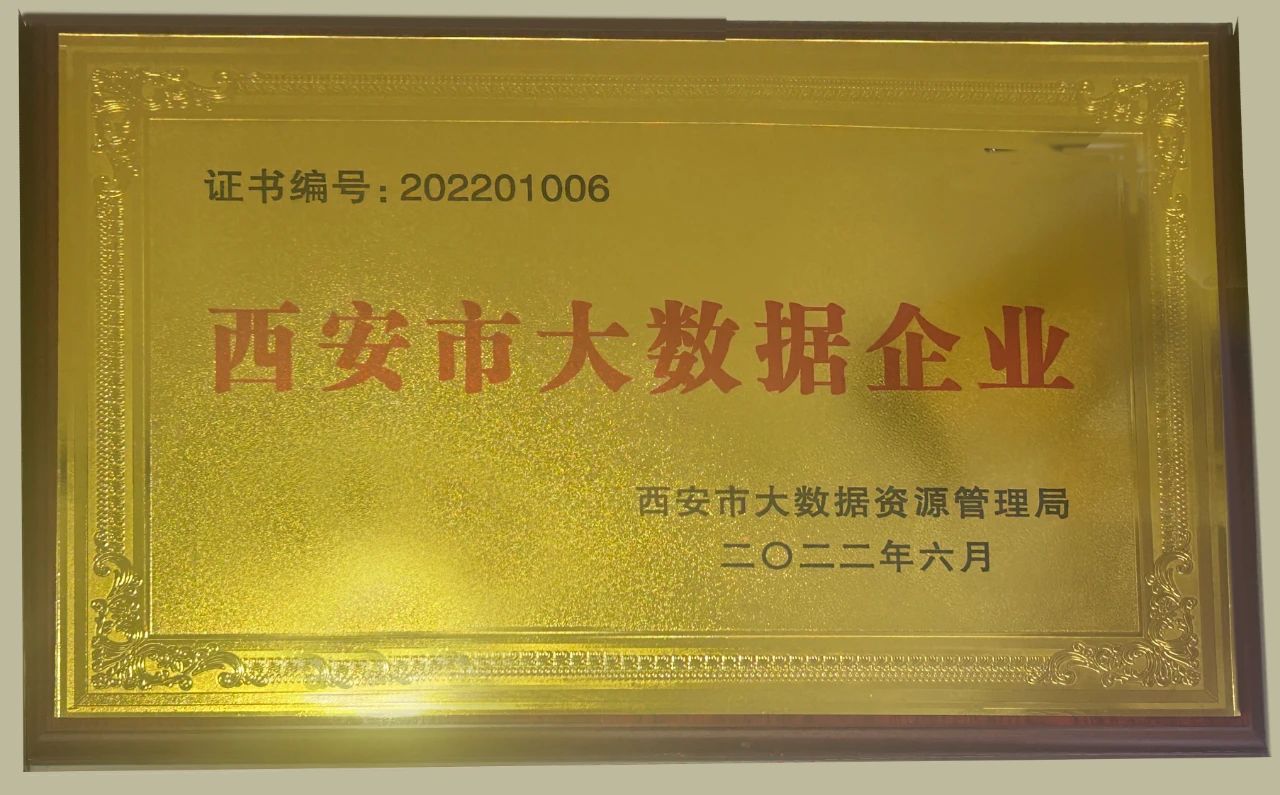 证书编号：202201006
西安市大数据企业
西安市大数据资源管理局
二〇二二年六月